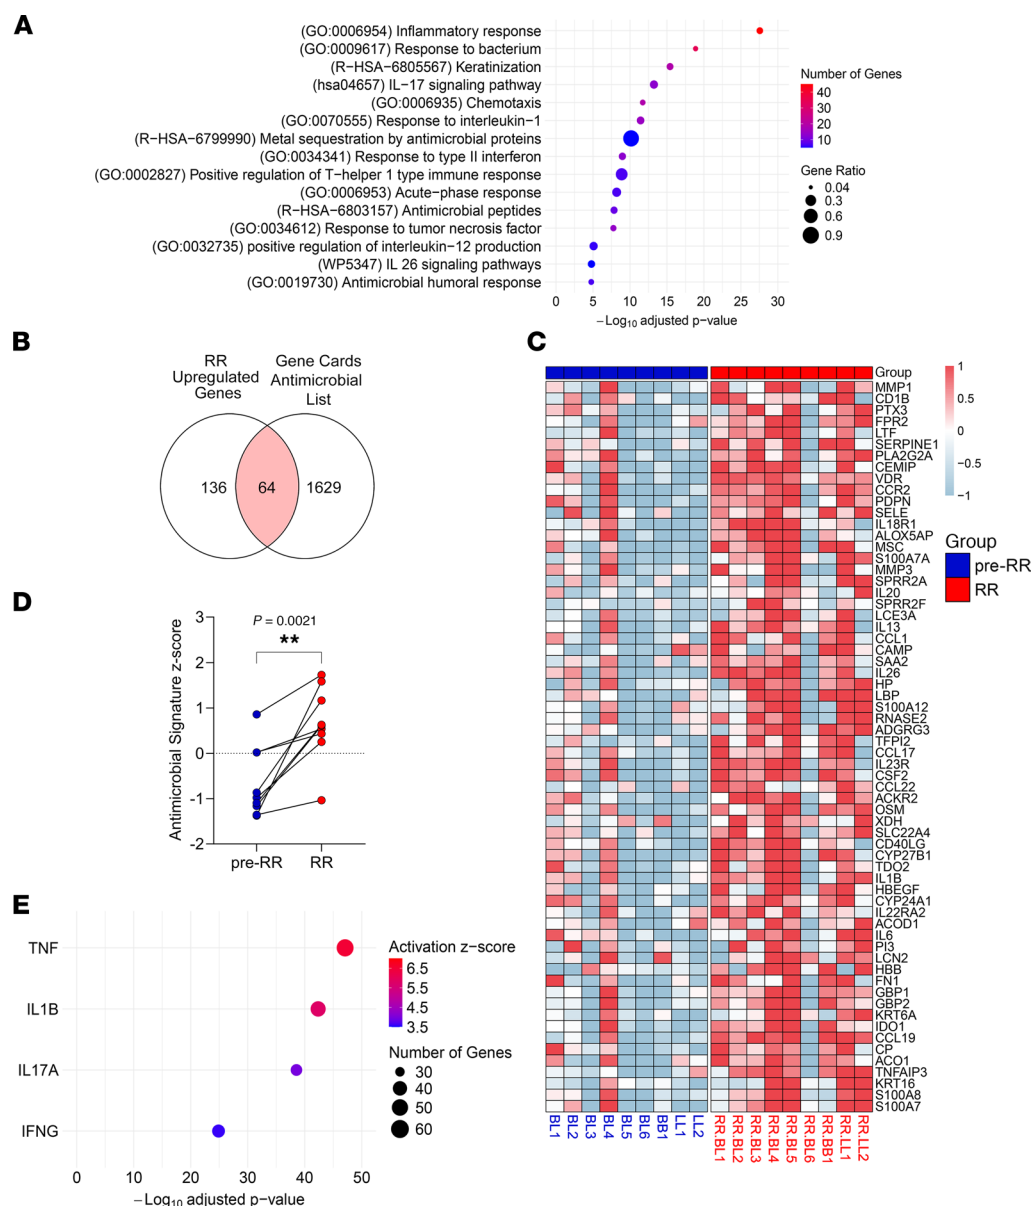 A
(GO:0006954) Inflammatory response
(GO:0009617) Response to bacterium
(R−HSA−6805567) Keratinization
(hsa04657) IL−17 signaling pathway
(GO:0006935) Chemotaxis
(GO:0070555) Response to interleukin−1
(R−HSA−6799990) Metal sequestration by antimicrobial proteins
(GO:0034341) Response to type II interferon
(GO:0002827) Positive regulation of T−helper 1 type immune response
(GO:0006953) Acute−phase response
(R−HSA−6803157) Antimicrobial peptides
(GO:0034612) Response to tumor necrosis factor
(GO:0032735) positive regulation of interleukin−12 production
(WP5347) IL 26 signaling pathways
(GO:0019730) Antimicrobial humoral response
0 5 10 15 20 25 30
−Log10 adjusted p−value
Number of Genes
40
30
20
10
Gene Ratio
0.04
0.3
0.6
0.9
B
RR
Upregulated
Genes
Gene Cards
Antimicrobial
List
136 64 1629
C
Group
MMP1
CD1B
PTX3
FPR2
LTF
SERPINE1
PLA2G2A
CEMIP
VDR
CCR2
PDPN
SELE
IL18R1
ALOX5AP
MSC
S100A7A
MMP3
SPRR2A
IL20
SPRR2F
LCE3A
IL13
CCL1
CAMP
SAA2
IL26
HP
LBP
S100A12
RNASE2
ADGRG3
TFPI2
CCL17
IL23R
CSF2
CCL22
ACKR2
OSM
XDH
SLC22A4
CD40LG
CYP27B1
TDO2
IL1B
HBEGF
CYP24A1
IL22RA2
ACOD1
IL6
PI3
LCN2
HBB
FN1
GBP1
GBP2
KRT6A
IDO1
CCL19
CP
ACO1
TNFAIP3
KRT16
S100A8
S100A7
BL1 BL2 BL3 BL4 BL5 BL6 BB1 LL1 LL2 RR.BL1 RR.BL2 RR.BL3 RR.BL4 RR.BL5 RR.BL6 RR.BB1 RR.LL1 RR.LL2
1
0.5
0
−0.5
−1
Group
pre-RR
RR
D
Antimicrobial Signature z-score
3
2
1
0
-1
-2
P = 0.0021
**
pre-RR RR
E
TNF
IL1B
IL17A
IFNG
0 10 20 30 40 50
−Log10 adjusted p−value
Activation z−score
6.5
5.5
4.5
3.5
Number of Genes
30
40
50
60